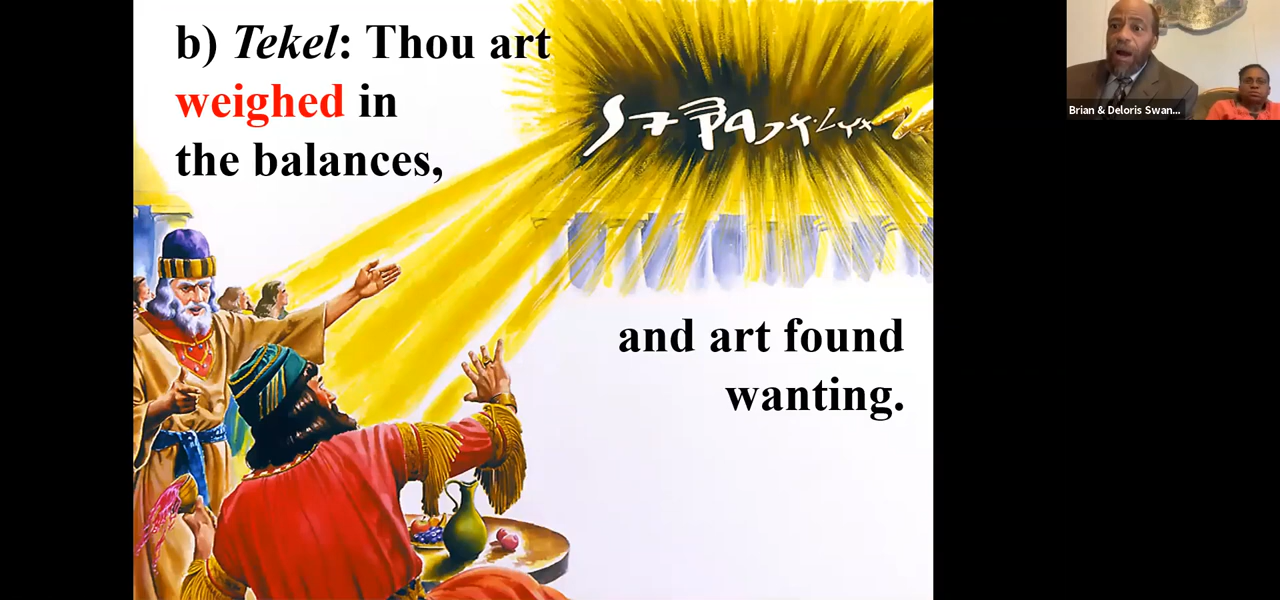 b) Tekel: Thou art
weighed in
the balances,
and art found
wanting.
Brian & Deloris Swan...